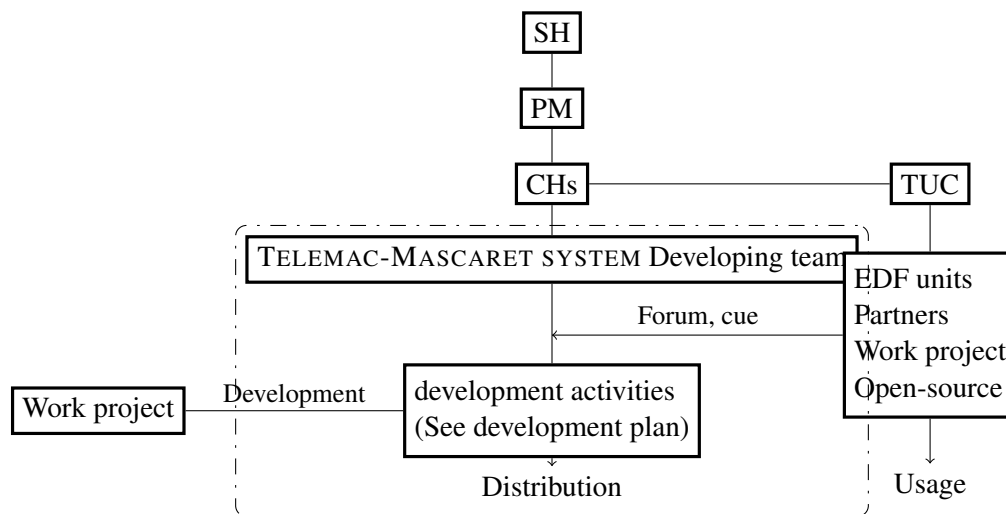 SH
PM
CHs
TUC
TELEMAC-MASCARET SYSTEM Developing team
EDF units
Partners
Work project
Open-source
Forum, cue
Work project
Development
development activities
(See development plan)
Distribution
Usage